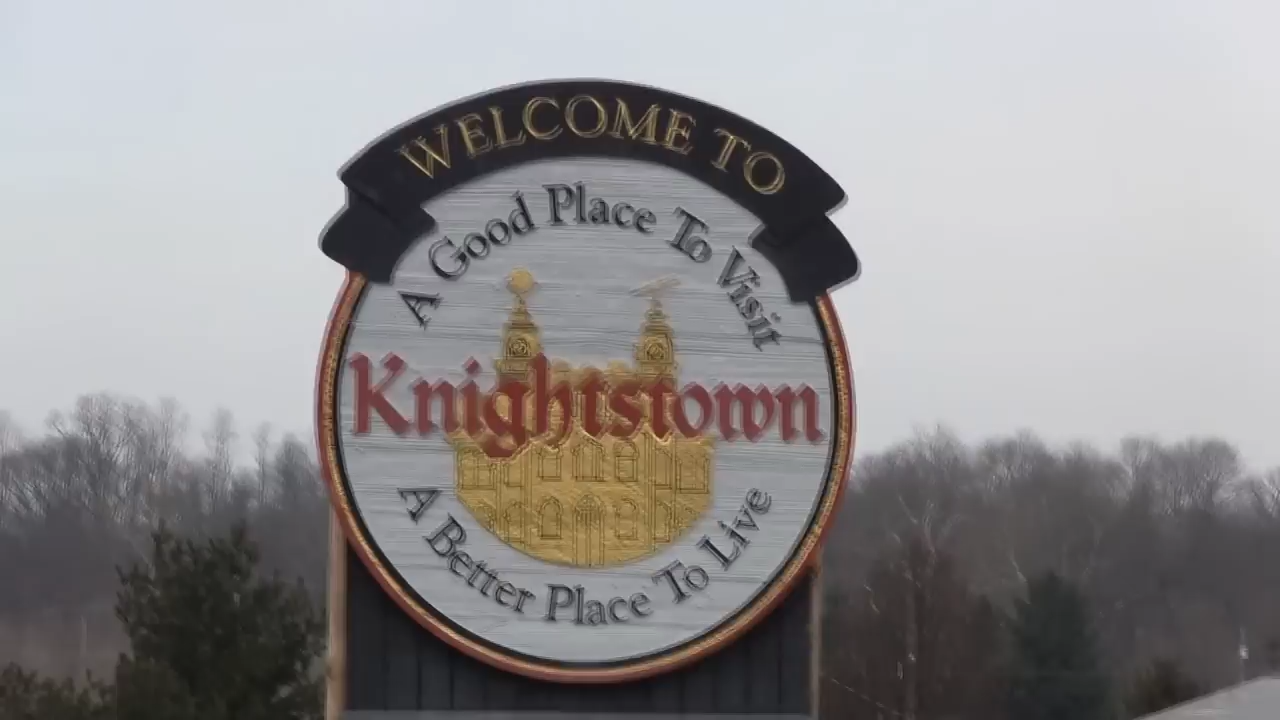 WELCOME TO
A Good Place To Visit
Knightstown
A Better Place To Live